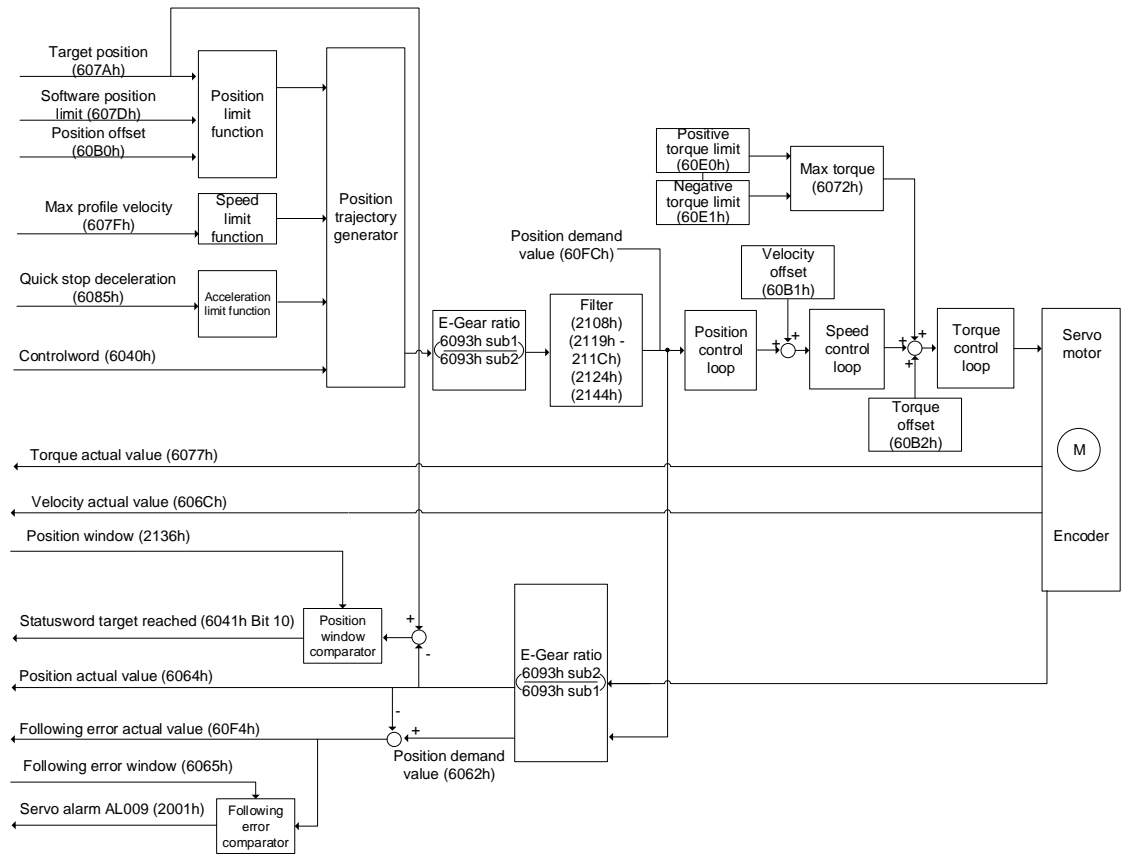 Target position
(607Ah)
Software position
limit (607Dh)
Position offset
(60B0h)
Position
limit
function
Max profile velocity
(607Fh)
Speed
limit
function
Quick stop deceleration
(6085h)
Acceleration
limit function
Controlword (6040h)
Position
trajectory
generator
E-Gear ratio
6093h sub1
6093h sub2
Filter
(2108h)
(2119h -
211Ch)
(2124h)
(2144h)
Position demand
value (60FCh)
Position
control
loop
Positive
torque limit
(60E0h)
Negative
torque limit
(60E1h)
Max torque
(6072h)
Velocity
offset
(60B1h)
+
+
Speed
control
loop
+
+
+
Torque
offset
(60B2h)
Torque
control
loop
Servo
motor
M
Encoder
Torque actual value (6077h)
Velocity actual value (606Ch)
Position window (2136h)
Statusword target reached (6041h Bit 10)
Position
window
comparator
+
-
Position actual value (6064h)
E-Gear ratio
6093h sub2
6093h sub1
Following error actual value (60F4h)
-
+
Position demand
value (6062h)
Following error window (6065h)
Servo alarm AL009 (2001h)
Following
error
comparator